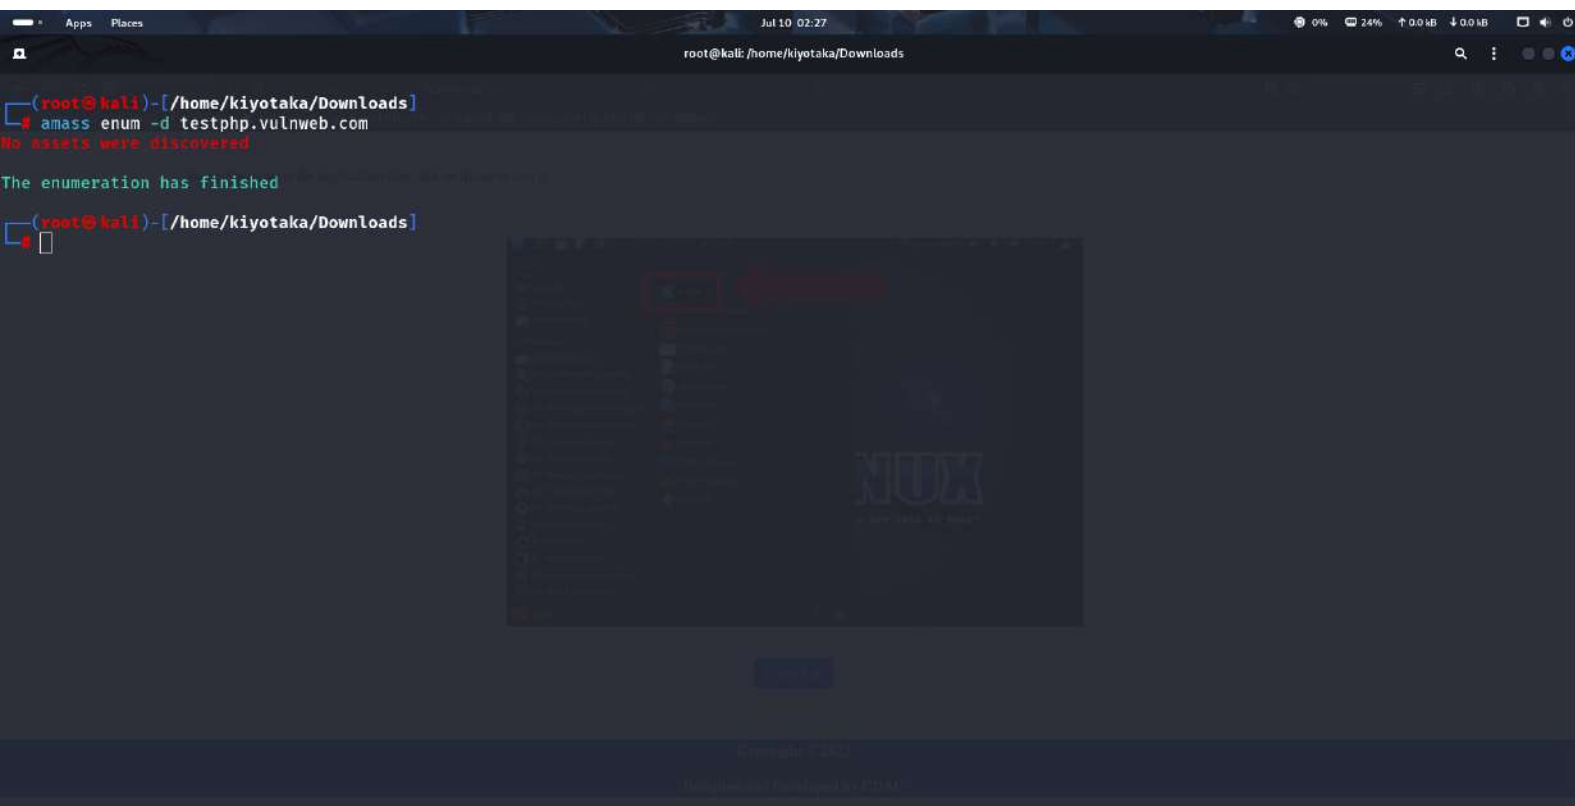 Apps Places Jul 10 02:27 0% 24% ↑ 0.0 kB ↓ 0.0 kB
root@kali: /home/kiyotaka/Downloads
┌──(root㉿kali)-[/home/kiyotaka/Downloads]
└─# amass enum -d testphp.vulnweb.com
No assets were discovered
The enumeration has finished
┌──(root㉿kali)-[/home/kiyotaka/Downloads]
└─#
NUX